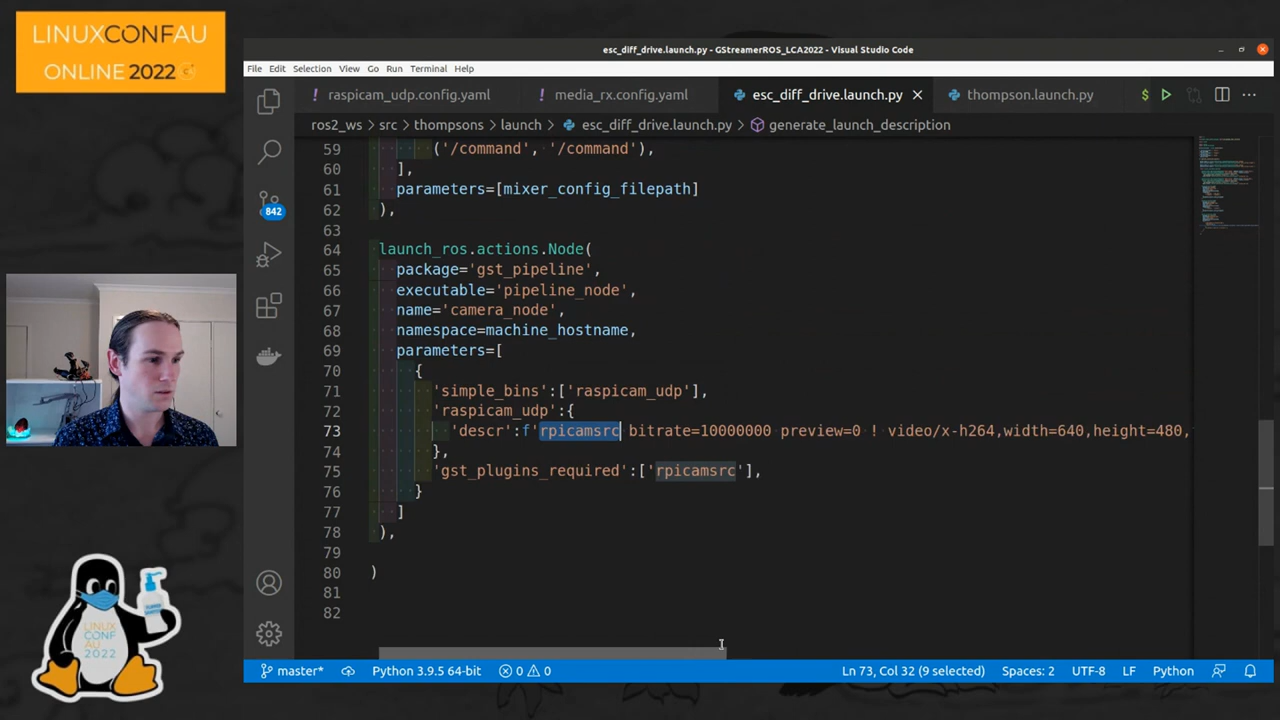 LINUXCONFAU
ONLINE 2022
esc_diff_drive.launch.py - GStreamerROS_LCA2022 - Visual Studio Code
File Edit Selection View Go Run Terminal Help
! raspicam_udp.config.yaml ! media_rx.config.yaml esc_diff_drive.launch.py × thompson.launch.py $
ros2_ws > src > thompsons > launch > esc_diff_drive.launch.py > generate_launch_description
59 ('/command', '/command'),
60 ],
61 parameters=[mixer_config_filepath]
62 ),
63
64 launch_ros.actions.Node(
65 package='gst_pipeline',
66 executable='pipeline_node',
67 name='camera_node',
68 namespace=machine_hostname,
69 parameters=[
70 {
71 'simple_bins':['raspicam_udp'],
72 'raspicam_udp':{
73 'descr':f'rpicamsrc bitrate=10000000 preview=0 ! video/x-h264,width=640,height=480,
74 },
75 'gst_plugins_required':['rpicamsrc'],
76 }
77 ]
78 ),
79
80 )
81
82
842
master* Python 3.9.5 64-bit 0 0 Ln 73, Col 32 (9 selected) Spaces: 2 UTF-8 LF Python
LINUX
CONF
AU
2022